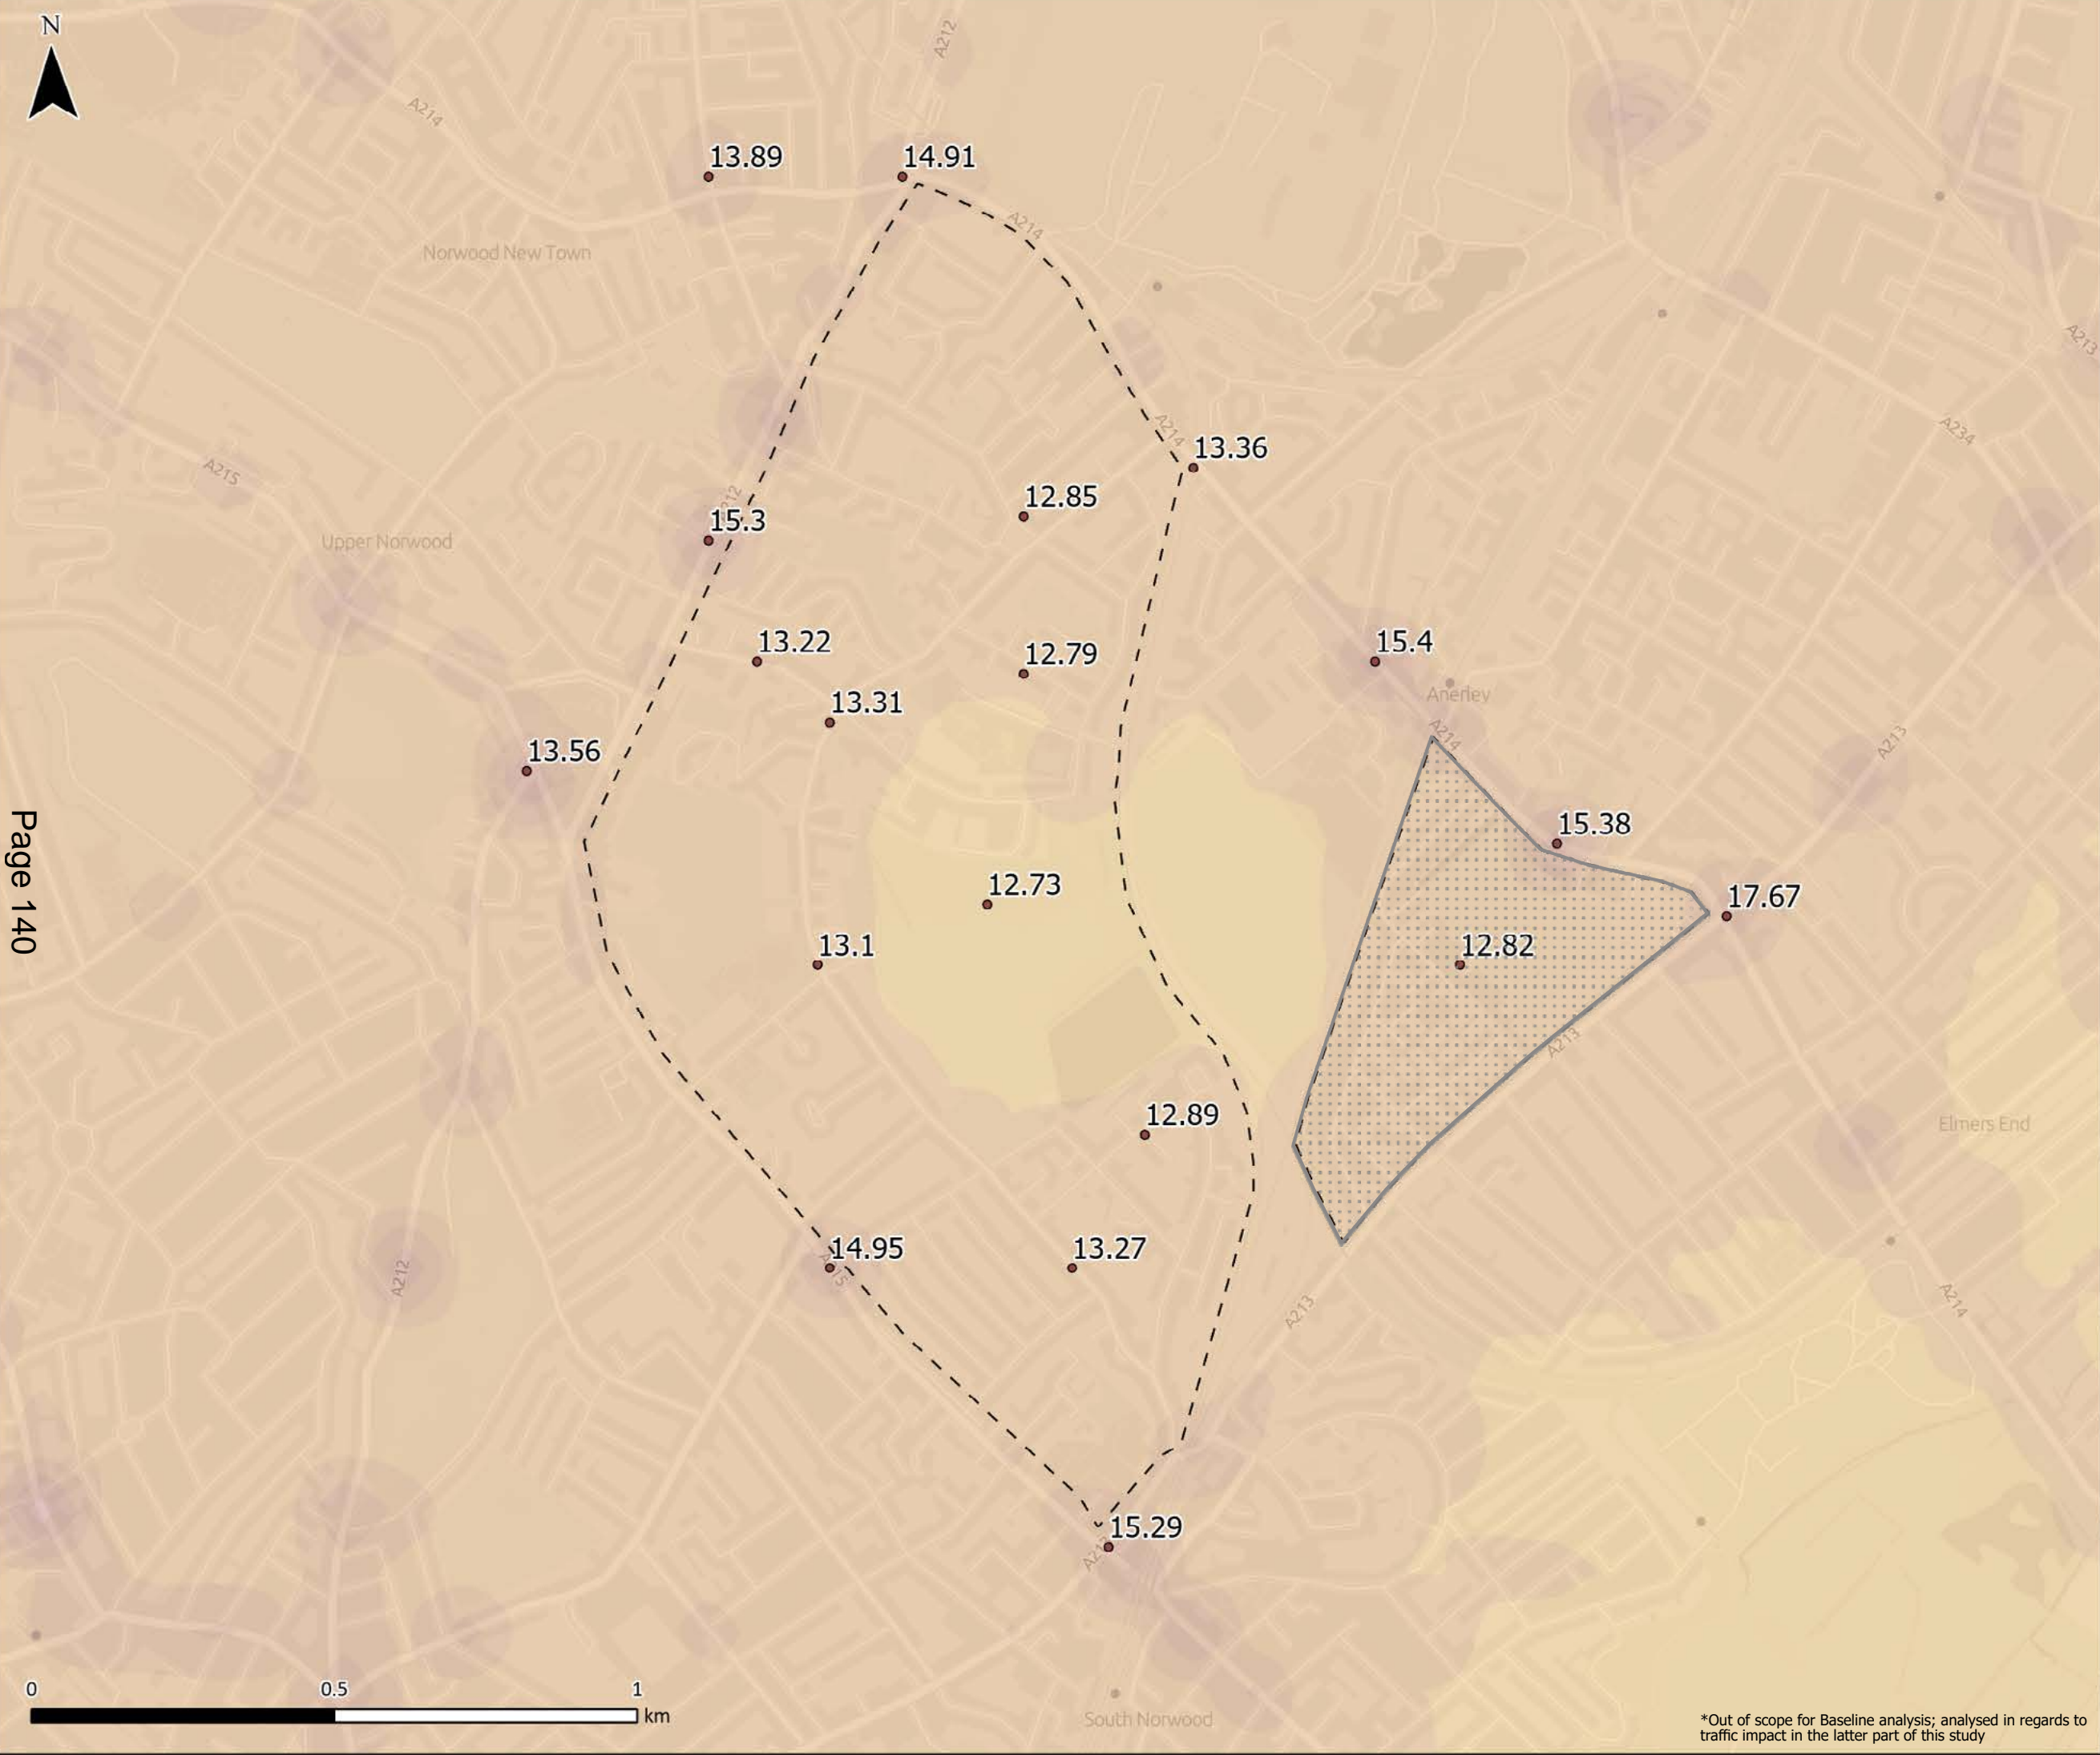 N
A212
A214
13.89
14.91
A214
Norwood New Town
A213
A214
13.36
A234
A215
12.85
15.3
Upper Norwood
13.22
12.79
15.4
Anerley
13.31
A214
A213
13.56
Page 140
15.38
12.73
17.67
13.1
12.82
A213
12.89
Elmers End
14.95
13.27
A212
A213
A214
15.29
0
0.5
1
km
South Norwood
*Out of scope for Baseline analysis; analysed in regards to
traffic impact in the latter part of this study